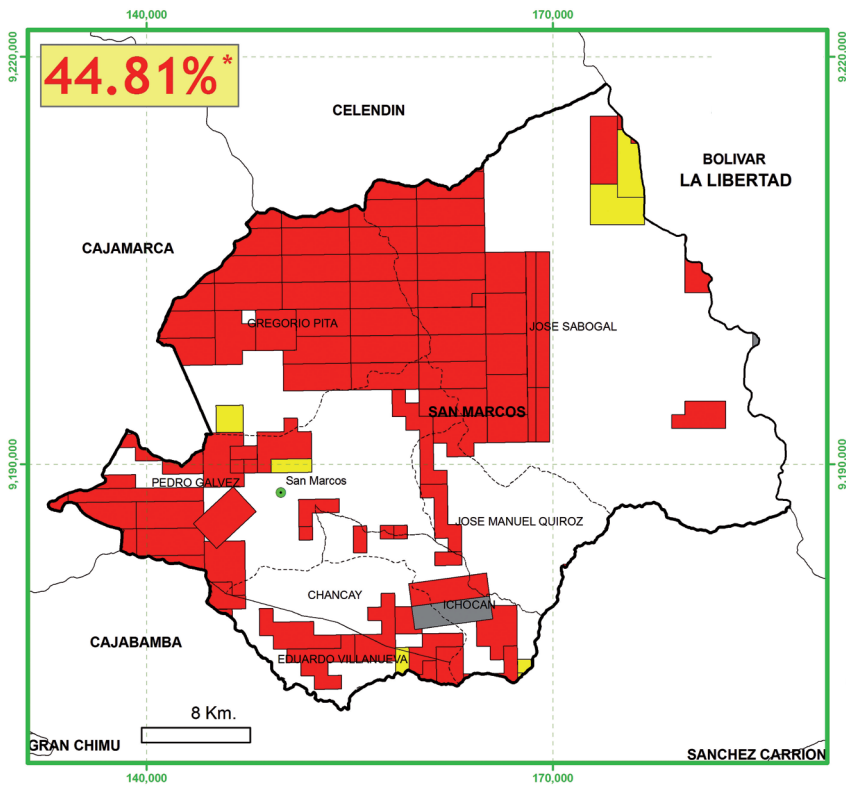 140,000
170,000
9,220,000
9,220,000
44.81%*
CELENDIN
BOLIVAR
LA LIBERTAD
CAJAMARCA
GREGORIO PITA
JOSE SABOGAL
SAN MARCOS
9,190,000
9,190,000
PEDRO GALVEZ
San Marcos
JOSE MANUEL QUIROZ
CHANCAY
ICHOCAN
CAJABAMBA
EDUARDO VILLANUEVA
8 Km.
GRAN CHIMU
SANCHEZ CARRION
140,000
170,000